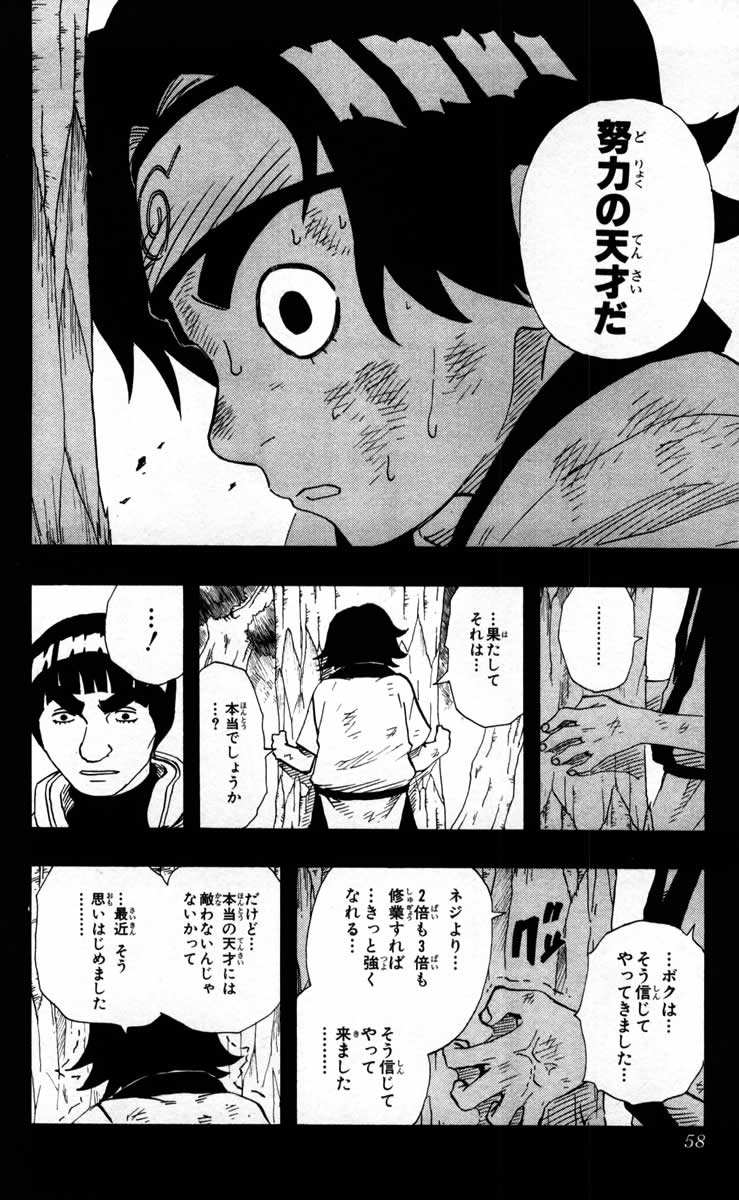 努力の天才だ
………
…果たして
それは…
本当でしょうか
…？
…！
…ボクは…
そう信じて
やってきました…
グッ
ネジより…
2倍も3倍も
修業すれば
…きっと強く
なれる…
そう信じて
やって
来ました
………
だけど…
本当の天才には
敵わないんじゃ
ないかって
…最近 そう
思いはじめました
………
58